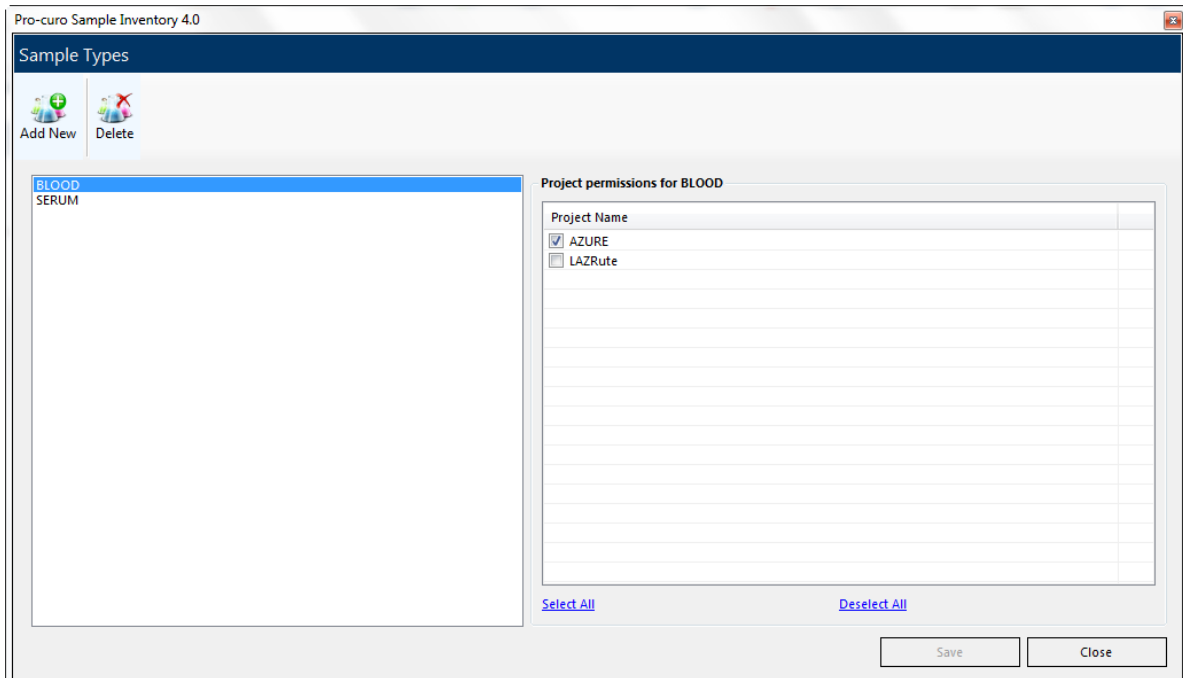 Pro-curo Sample Inventory 4.0
Sample Types
Add New Delete
BLOOD
SERUM
Project permissions for BLOOD
Project Name
AZURE
LAZRute
Select All Deselect All
Save Close